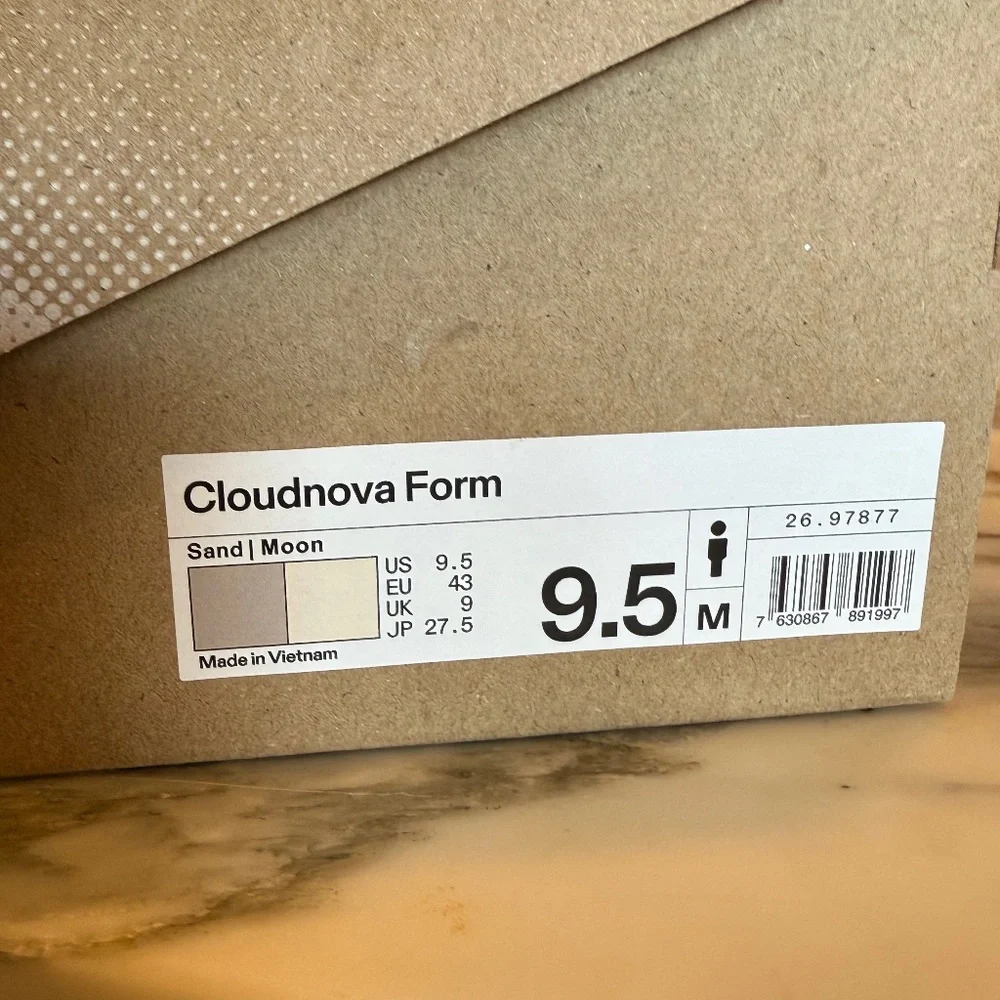 Cloudnova Form
Sand | Moon
US 9.5
EU 43
UK 9
JP 27.5
Made in Vietnam
9.5
M
26.97877
7 630867 891997